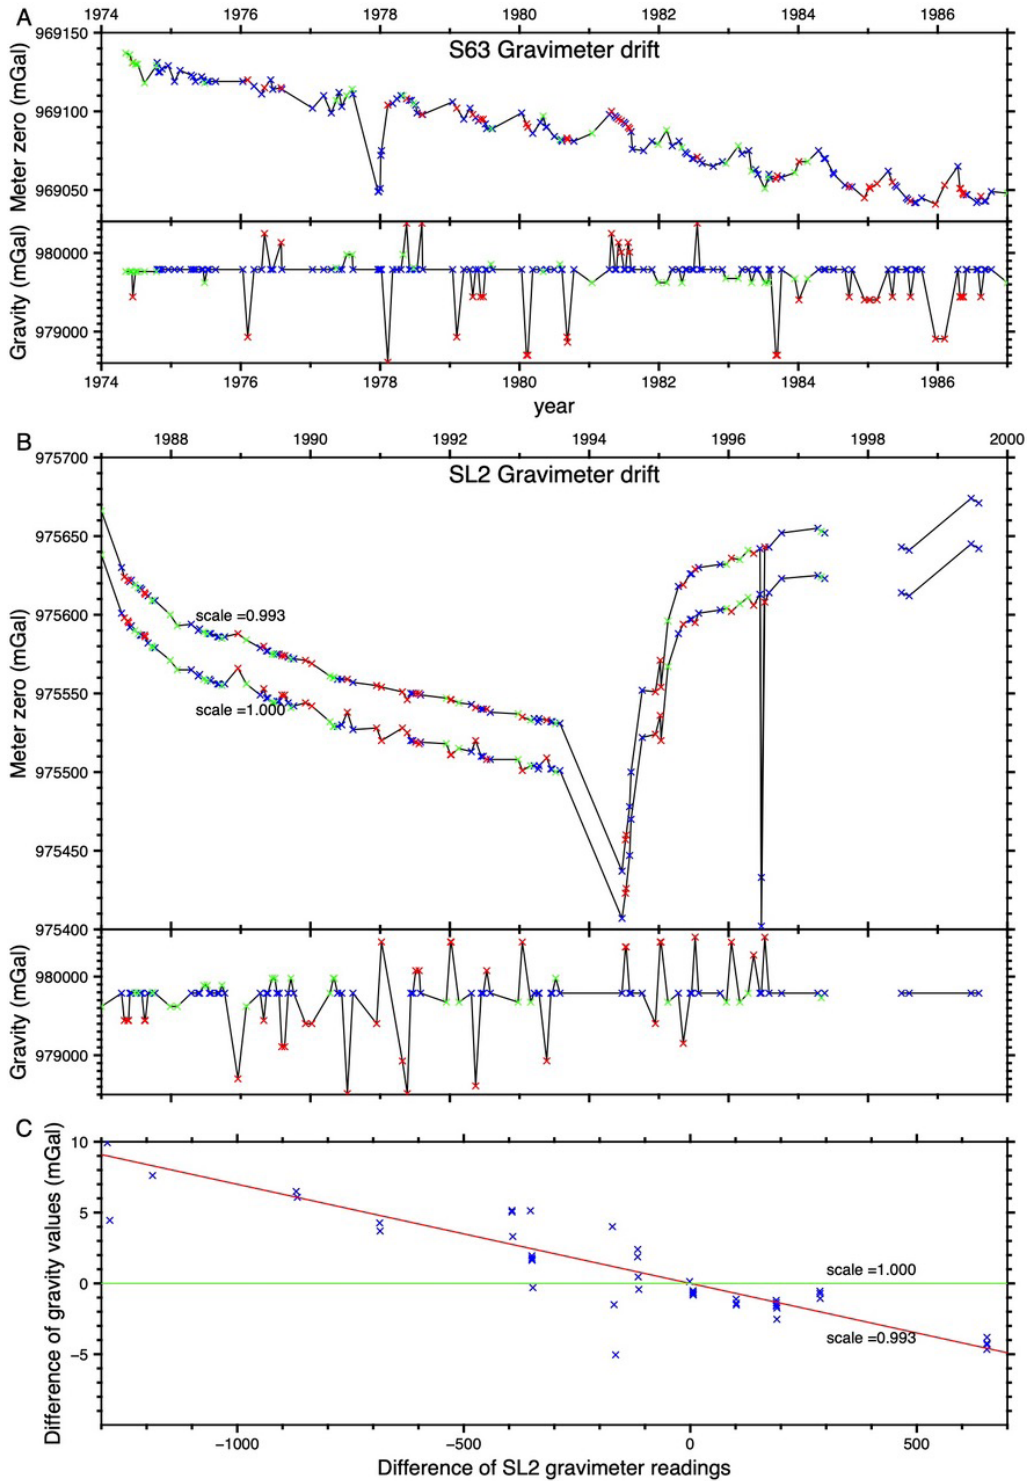 A
1974 1976 1978 1980 1982 1984 1986
S63 Gravimeter drift
Meter zero (mGal)
969150
969100
969050
Gravity (mGal)
980000
979000
1974 1976 1978 1980 1982 1984 1986
year
B
1988 1990 1992 1994 1996 1998 2000
SL2 Gravimeter drift
Meter zero (mGal)
975700
975650
975600
975550
975500
975450
975400
scale =0.993
scale =1.000
Gravity (mGal)
980000
979000
C
Difference of gravity values (mGal)
10
5
0
−5
scale =1.000
scale =0.993
−1000 −500 0 500
Difference of SL2 gravimeter readings